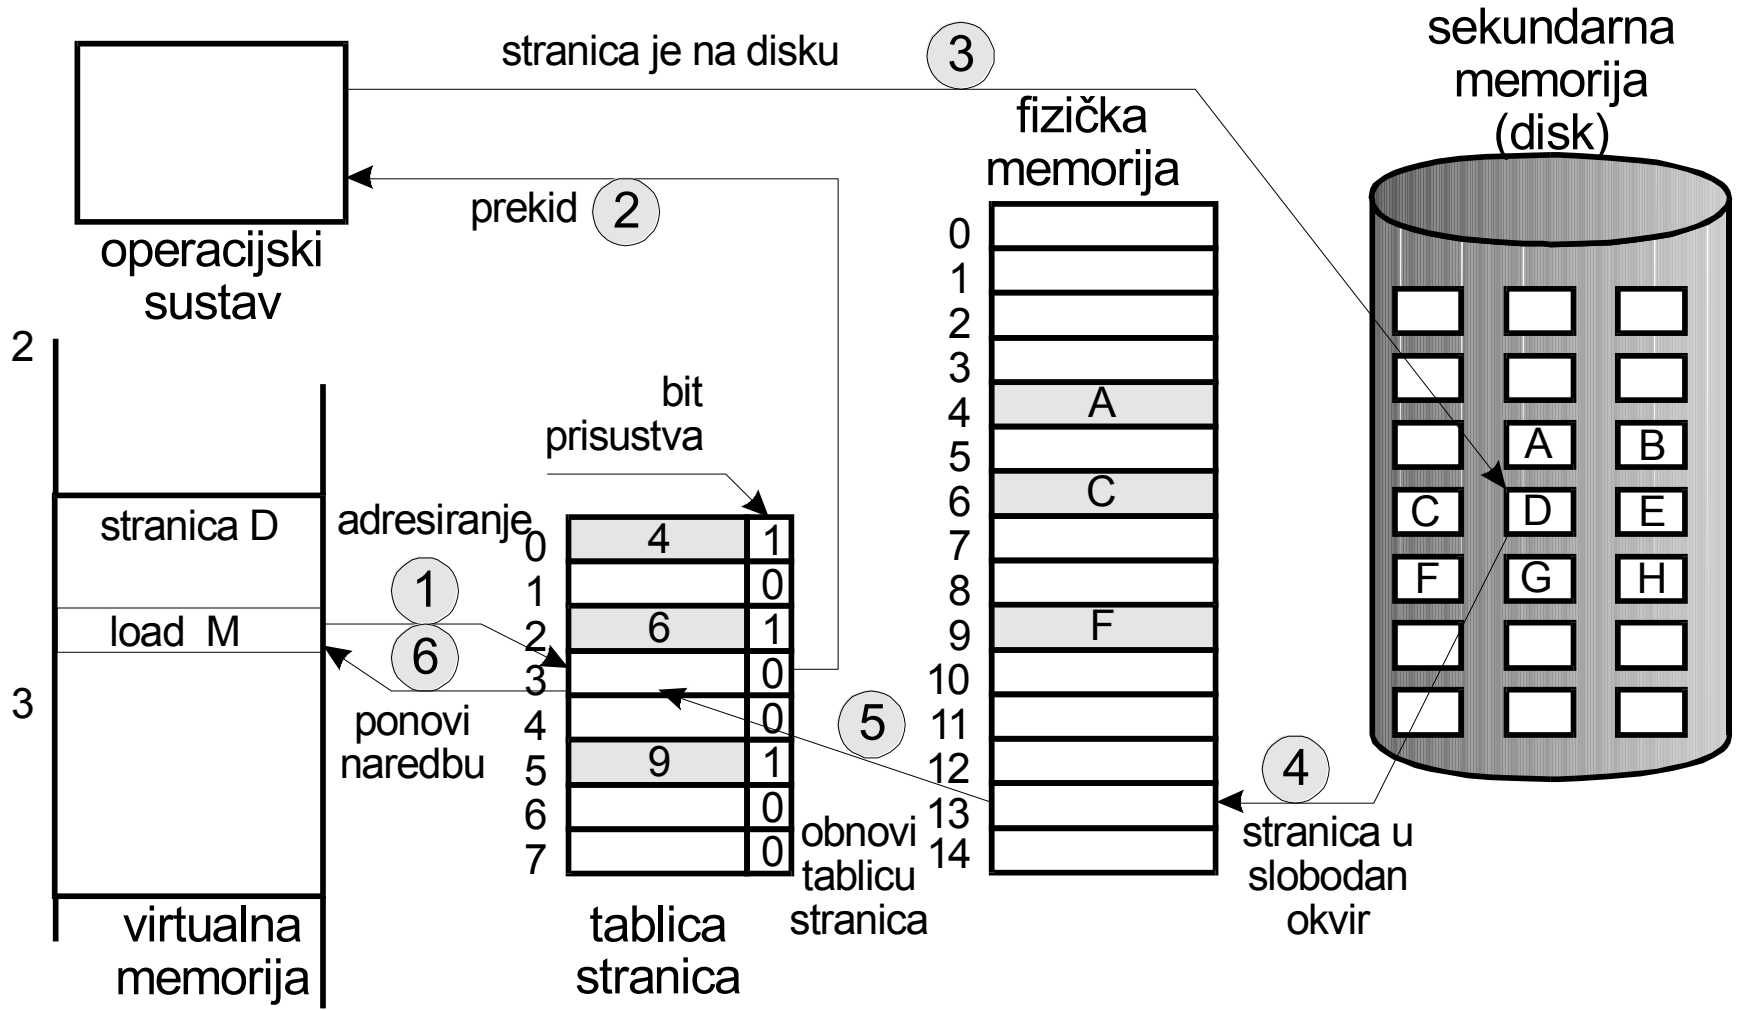 stranica je na disku
3
sekundarna
memorija
(disk)
fizička
memorija
prekid
2
operacijski
sustav
2
3
stranica D
load M
virtualna
memorija
adresiranje
1
6
ponovi
naredbu
bit
prisustva
0 4 1
1 0
2 6 1
3 0
4 0
5 9 1
6 0
7 0
tablica
stranica
5
obnovi
tablicu
stranica
0
1
2
3
4 A
5
6 C
7
8
9 F
10
11
12
13
14
4
stranica u
slobodan
okvir
A B
C D E
F G H